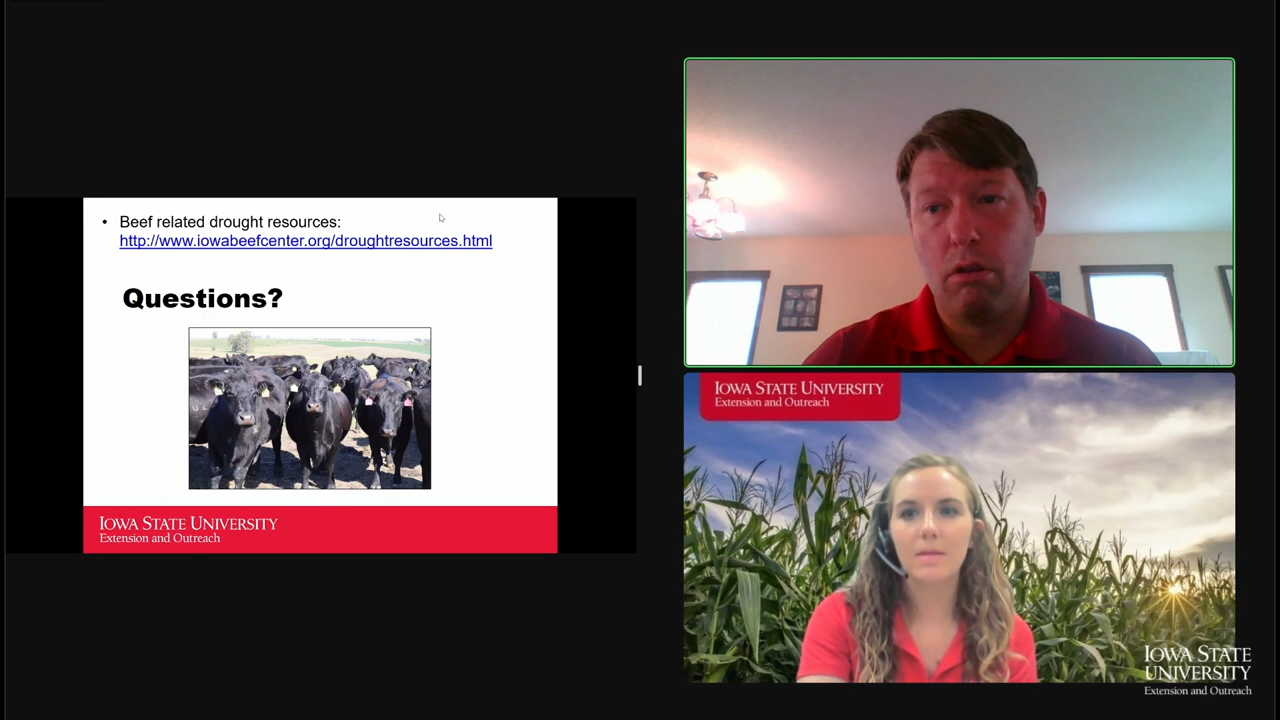 • Beef related drought resources:
http://www.iowabeefcenter.org/droughtresources.html
Questions?
IOWA STATE UNIVERSITY
Extension and Outreach
IOWA STATE UNIVERSITY
Extension and Outreach
IOWA STATE
UNIVERSITY
Extension and Outreach